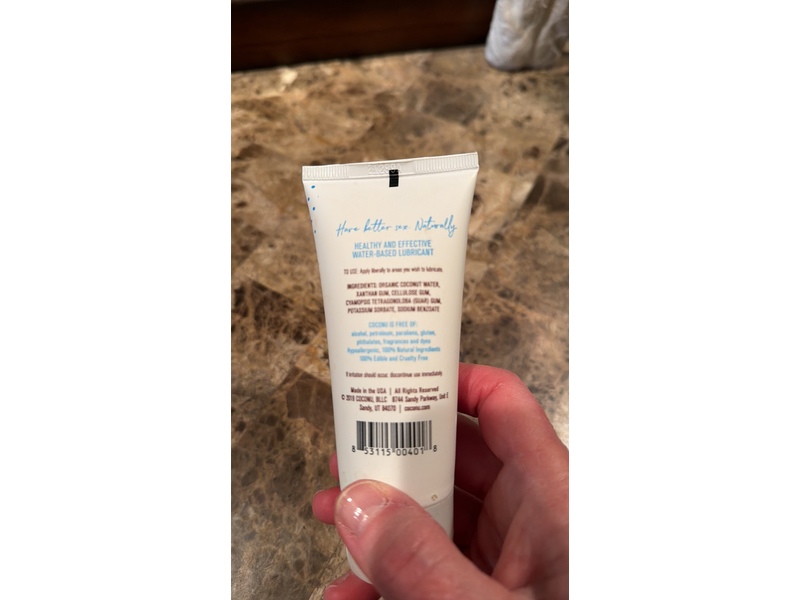 Have better sex. Naturally
HEALTHY AND EFFECTIVE
WATER-BASED LUBRICANT
TO USE: Apply liberally to areas you wish to lubricate.
INGREDIENTS: ORGANIC COCONUT WATER,
XANTHAN GUM, CELLULOSE GUM,
CYAMOPSIS TETRAGONOLOBA (GUAR) GUM,
POTASSIUM SORBATE, SODIUM BENZOATE
COCONU IS FREE OF:
alcohol, petroleum, parabens, gluten,
phthalates, fragrances and dyes
Hypoallergenic, 100% Natural Ingredients
100% Edible and Cruelty Free
If irritation should occur, discontinue use immediately.
Made in the USA | All Rights Reserved
© 2019 COCONU, BLLC 8744 Sandy Parkway, Unit E
Sandy, UT 84070 | coconu.com
8 53115 00401 8